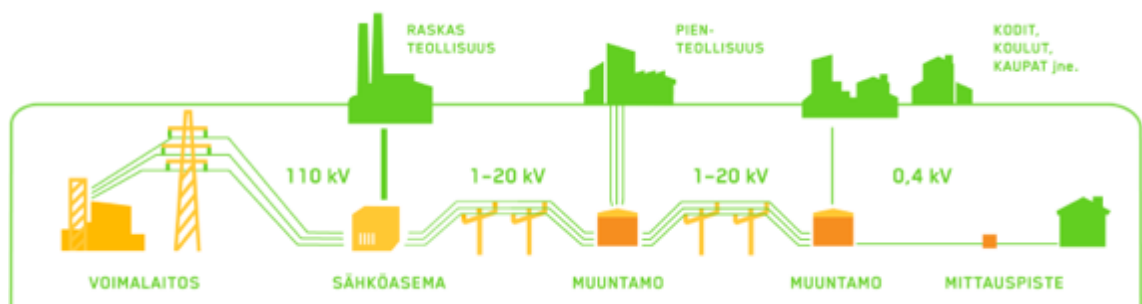 RASKAS
TEOLLISUUS
PIEN-
TEOLLISUUS
KODIT,
KOULUT,
KAUPAT jne.
110 kV
1–20 kV
1–20 kV
0,4 kV
VOIMALAITOS
SÄHKÖASEMA
MUUNTAMO
MUUNTAMO
MITTAUSPISTE